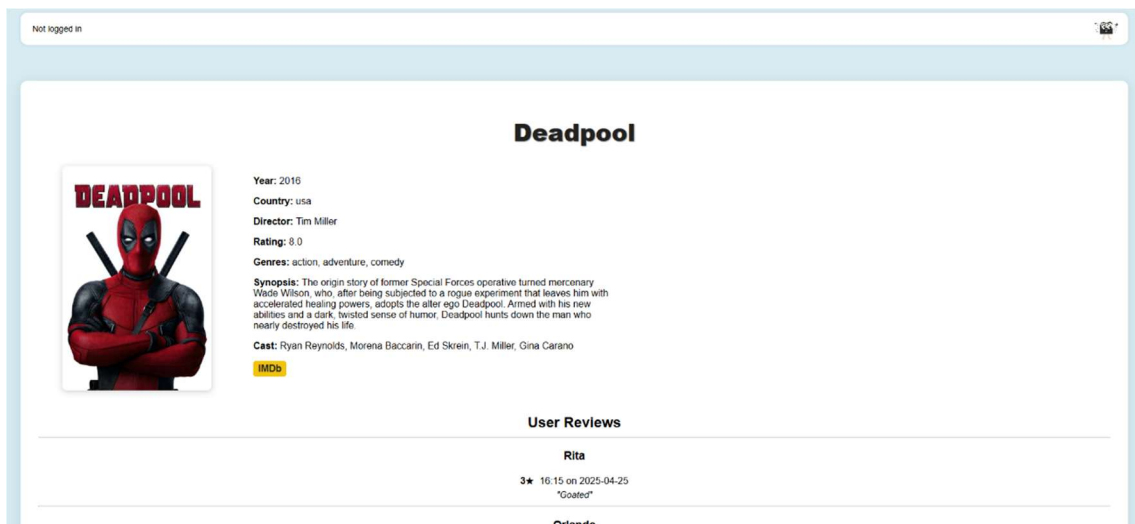 Not logged in
Deadpool
DEADPOOL
Year: 2016
Country: usa
Director: Tim Miller
Rating: 8.0
Genres: action, adventure, comedy
Synopsis: The origin story of former Special Forces operative turned mercenary
Wade Wilson, who, after being subjected to a rogue experiment that leaves him with
accelerated healing powers, adopts the alter ego Deadpool. Armed with his new
abilities and a dark, twisted sense of humor, Deadpool hunts down the man who
nearly destroyed his life.
Cast: Ryan Reynolds, Morena Baccarin, Ed Skrein, T.J. Miller, Gina Carano
IMDb
User Reviews
Rita
3★ 16:15 on 2025-04-25
"Goated"